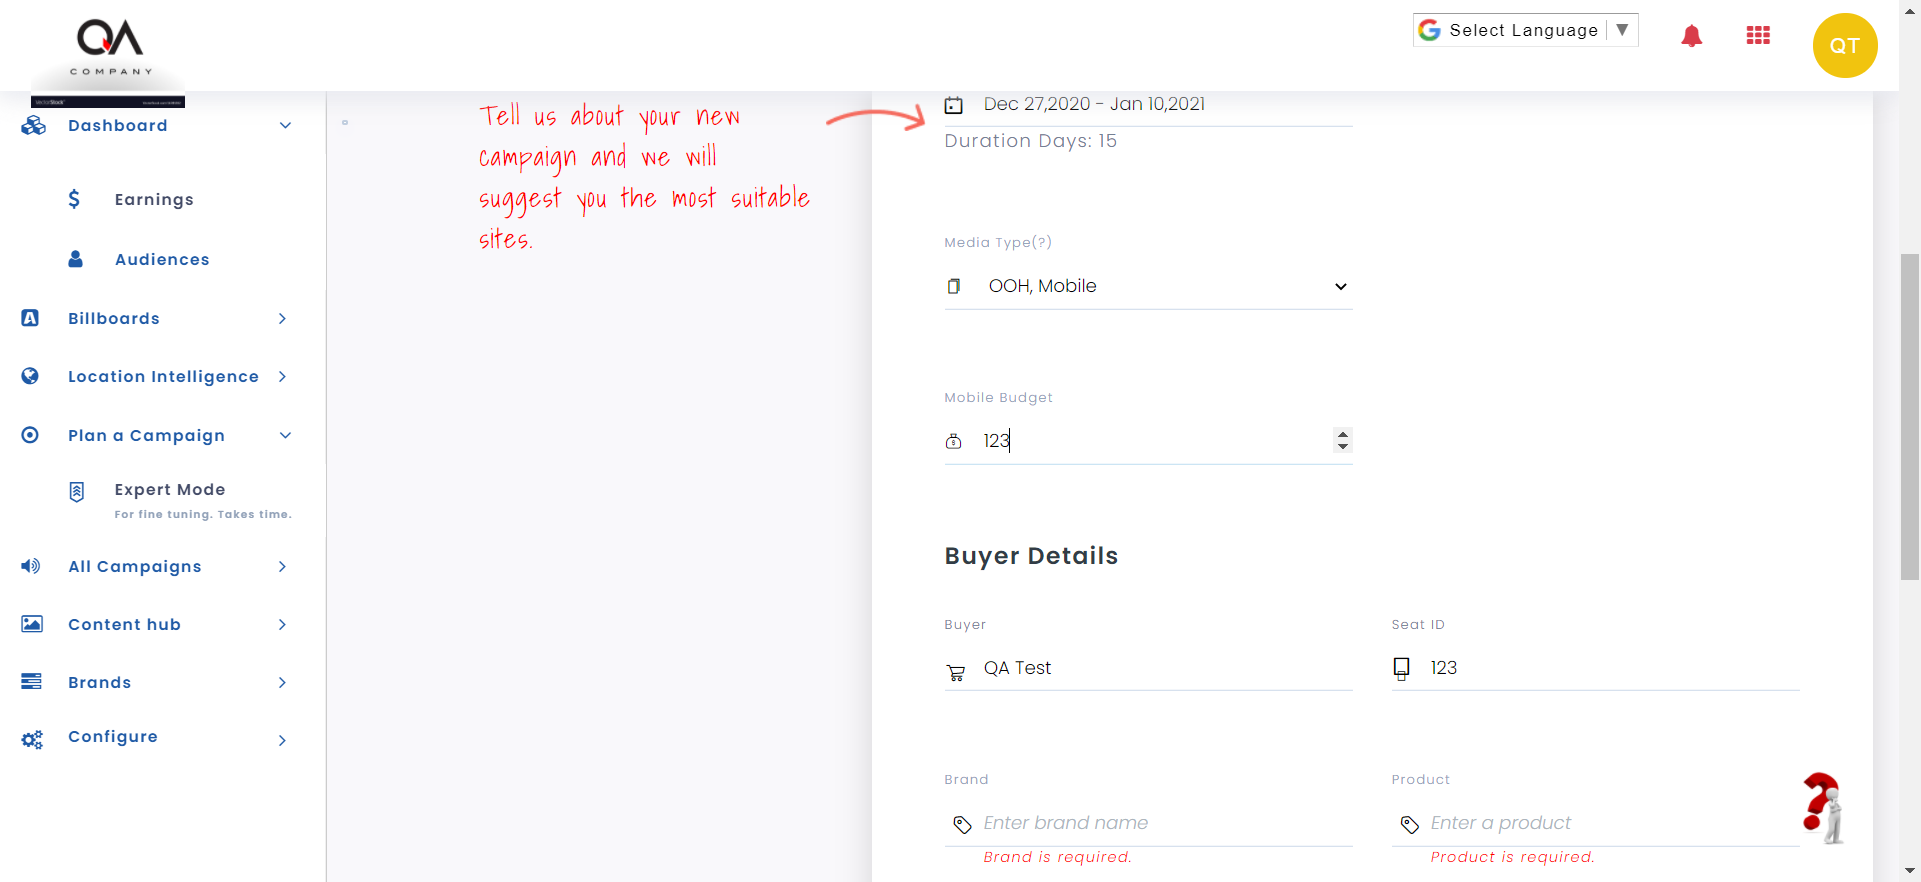 QA
COMPANY
Select Language ▼
QT
Dashboard
Earnings
Audiences
Billboards
Location Intelligence
Plan a Campaign
Expert Mode
For fine tuning. Takes time.
All Campaigns
Content hub
Brands
Configure
Tell us about your new
campaign and we will
suggest you the most suitable
sites.
Dec 27,2020 - Jan 10,2021
Duration Days: 15
Media Type(?)
OOH, Mobile
Mobile Budget
123
Buyer Details
Buyer
Seat ID
QA Test
123
Brand
Product
Enter brand name
Enter a product
Brand is required.
Product is required.